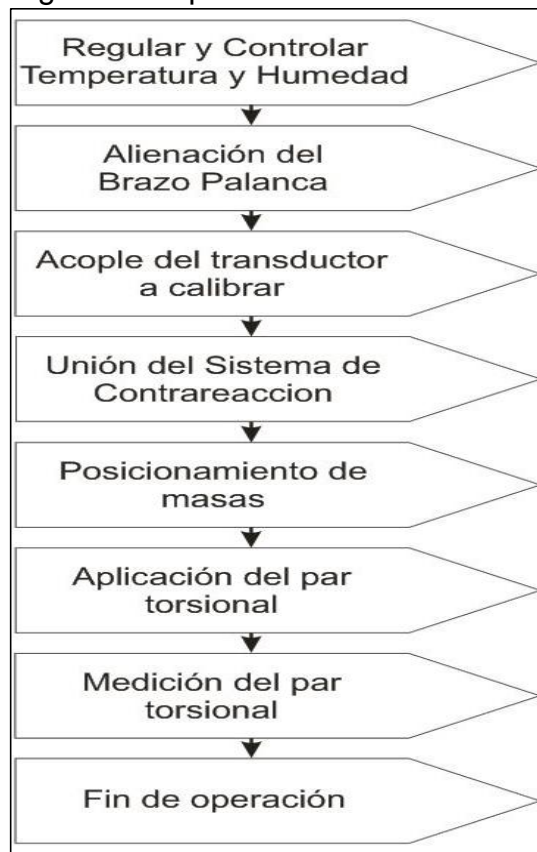 Regular y Controlar
Temperatura y Humedad
Alienación del
Brazo Palanca
Acople del transductor
a calibrar
Unión del Sistema de
Contrareaccion
Posicionamiento de
masas
Aplicación del par
torsional
Medición del par
torsional
Fin de operación